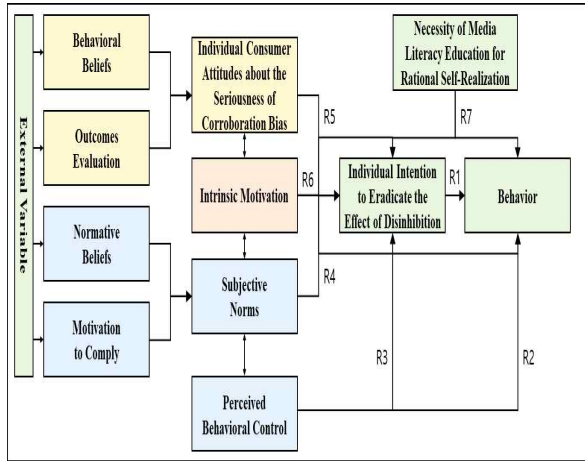 External Variable
Behavioral
Beliefs
Outcomes
Evaluation
Normative
Beliefs
Motivation
to Comply
Individual Consumer
Attitudes about the
Seriousness of
Corroboration Bias
Intrinsic Motivation
Subjective
Norms
Perceived
Behavioral Control
R5
R6
R4
R3
Necessity of Media
Literacy Education for
Rational Self-Realization
R7
Individual Intention
to Eradicate the
Effect of Disinhibition
R1
Behavior
R2